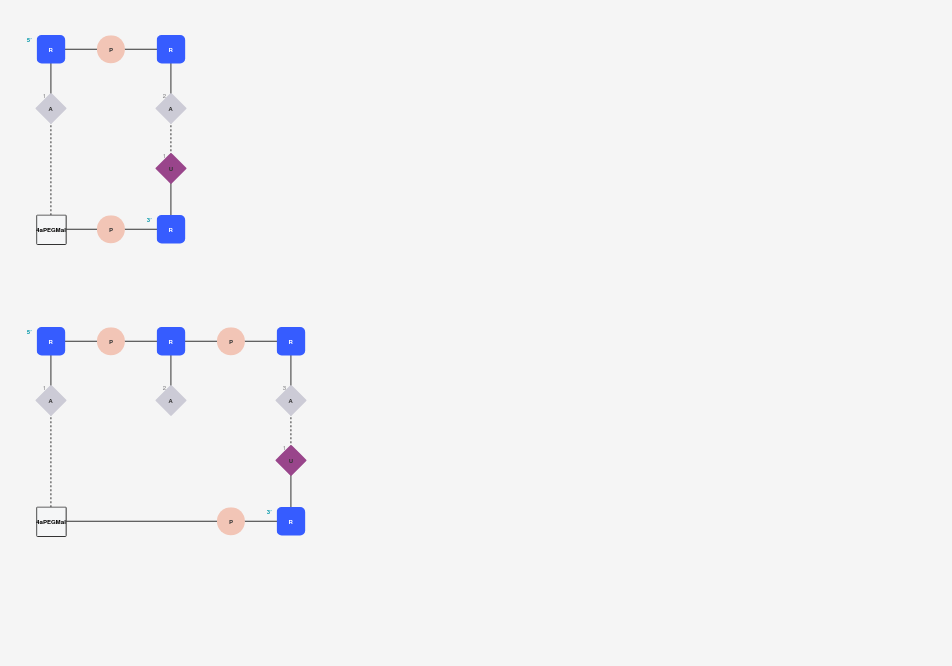 5'
R P R
1 2
A A
1
U
3'
4aPEGMal P R
5'
R P R P R
1 2 3
A A A
1
U
3'
4aPEGMal P R